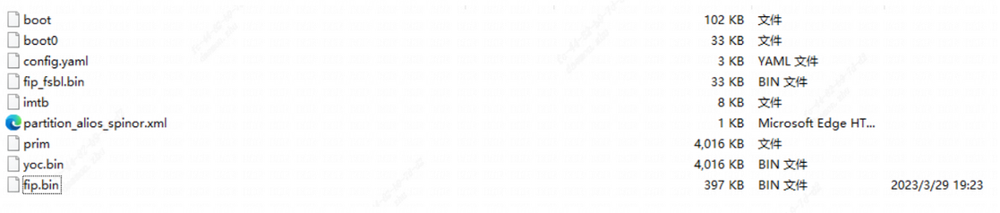 boot 102 KB 文件
boot0 33 KB 文件
config.yaml 3 KB YAML 文件
fip_fsbl.bin 33 KB BIN 文件
imtb 8 KB 文件
partition_alios_spinor.xml 1 KB Microsoft Edge HT...
prim 4,016 KB 文件
yoc.bin 4,016 KB BIN 文件
fip.bin 397 KB BIN 文件 2023/3/29 19:23